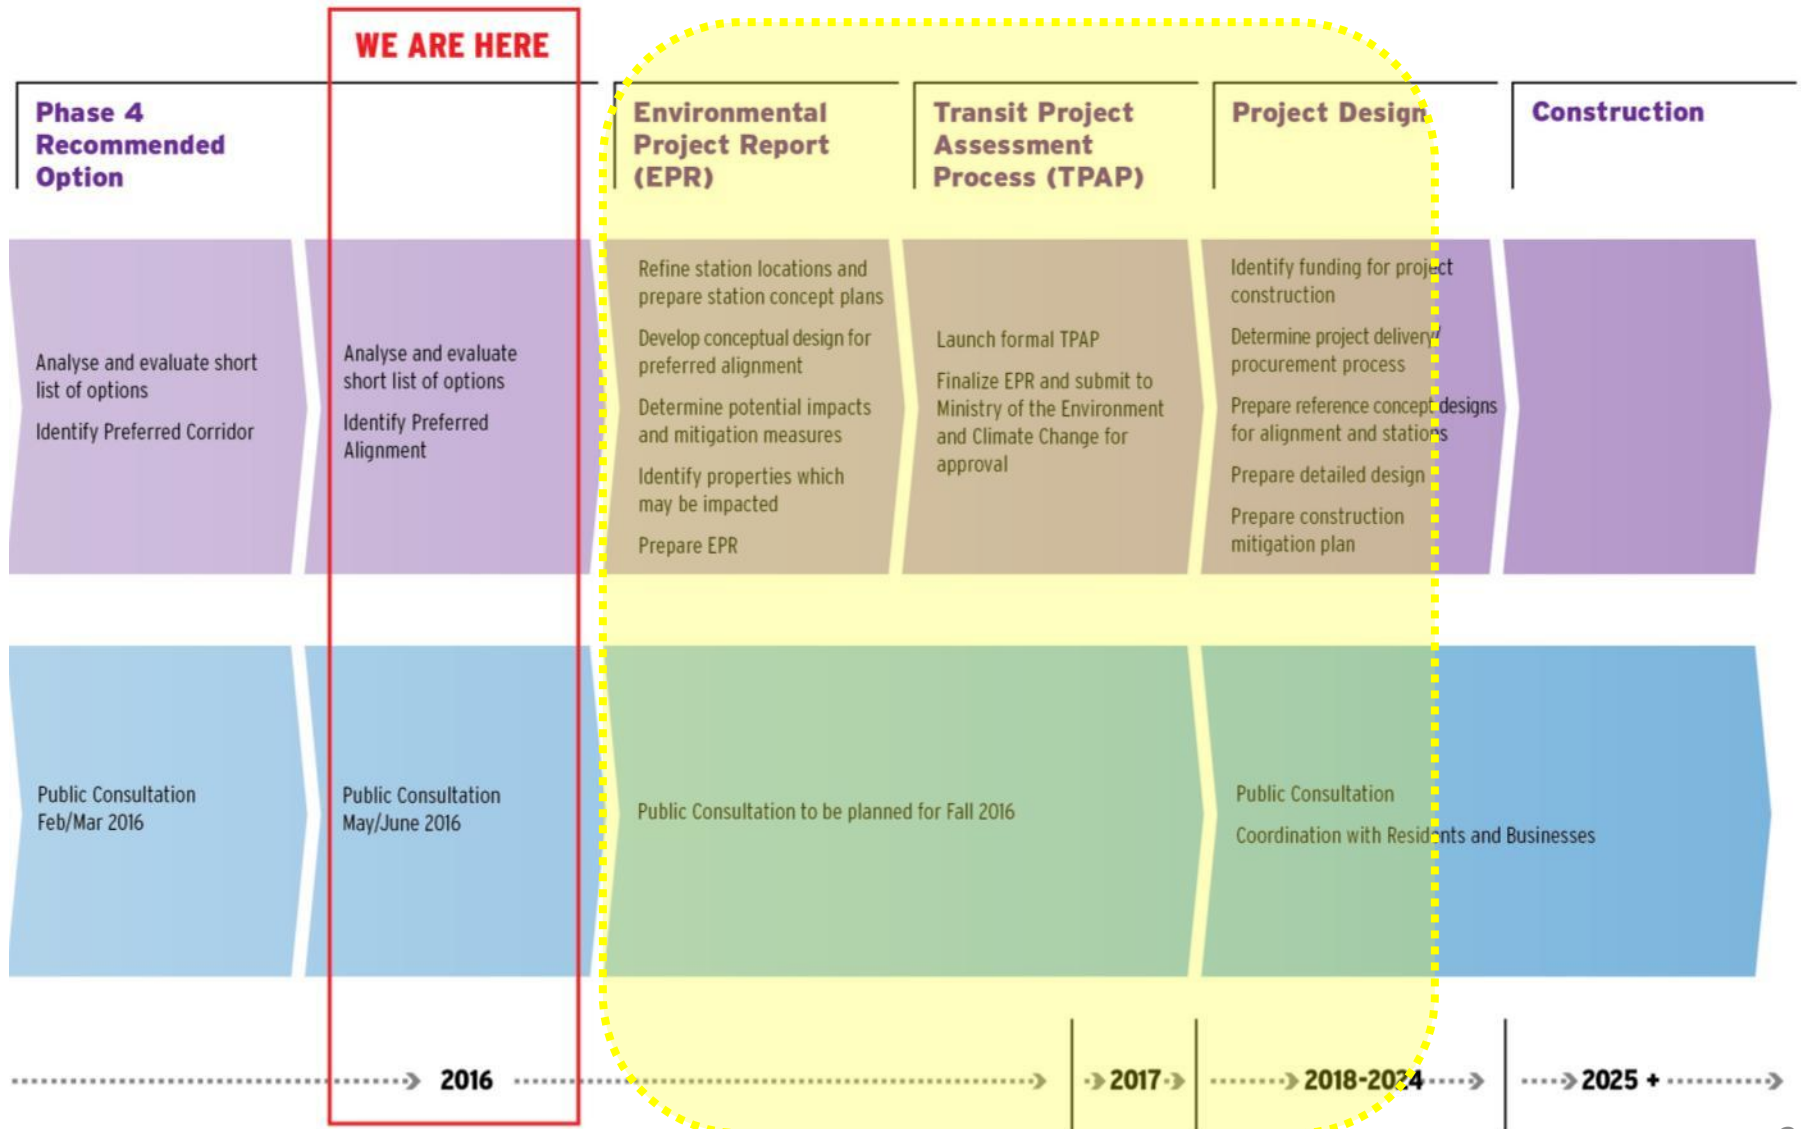 WE ARE HERE
Phase 4
Recommended
Option
Environmental
Project Report
(EPR)
Transit Project
Assessment
Process (TPAP)
Project Design
Construction
Analyse and evaluate short
list of options
Identify Preferred Corridor
Analyse and evaluate
short list of options
Identify Preferred
Alignment
Refine station locations and
prepare station concept plans
Develop conceptual design for
preferred alignment
Determine potential impacts
and mitigation measures
Identify properties which
may be impacted
Prepare EPR
Launch formal TPAP
Finalize EPR and submit to
Ministry of the Environment
and Climate Change for
approval
Identify funding for project
construction
Determine project delivery/
procurement process
Prepare reference concept designs
for alignment and stations
Prepare detailed design
Prepare construction
mitigation plan
Public Consultation
Feb/Mar 2016
Public Consultation
May/June 2016
Public Consultation to be planned for Fall 2016
Public Consultation
Coordination with Residents and Businesses
2016
2017
2018-2024
2025 +